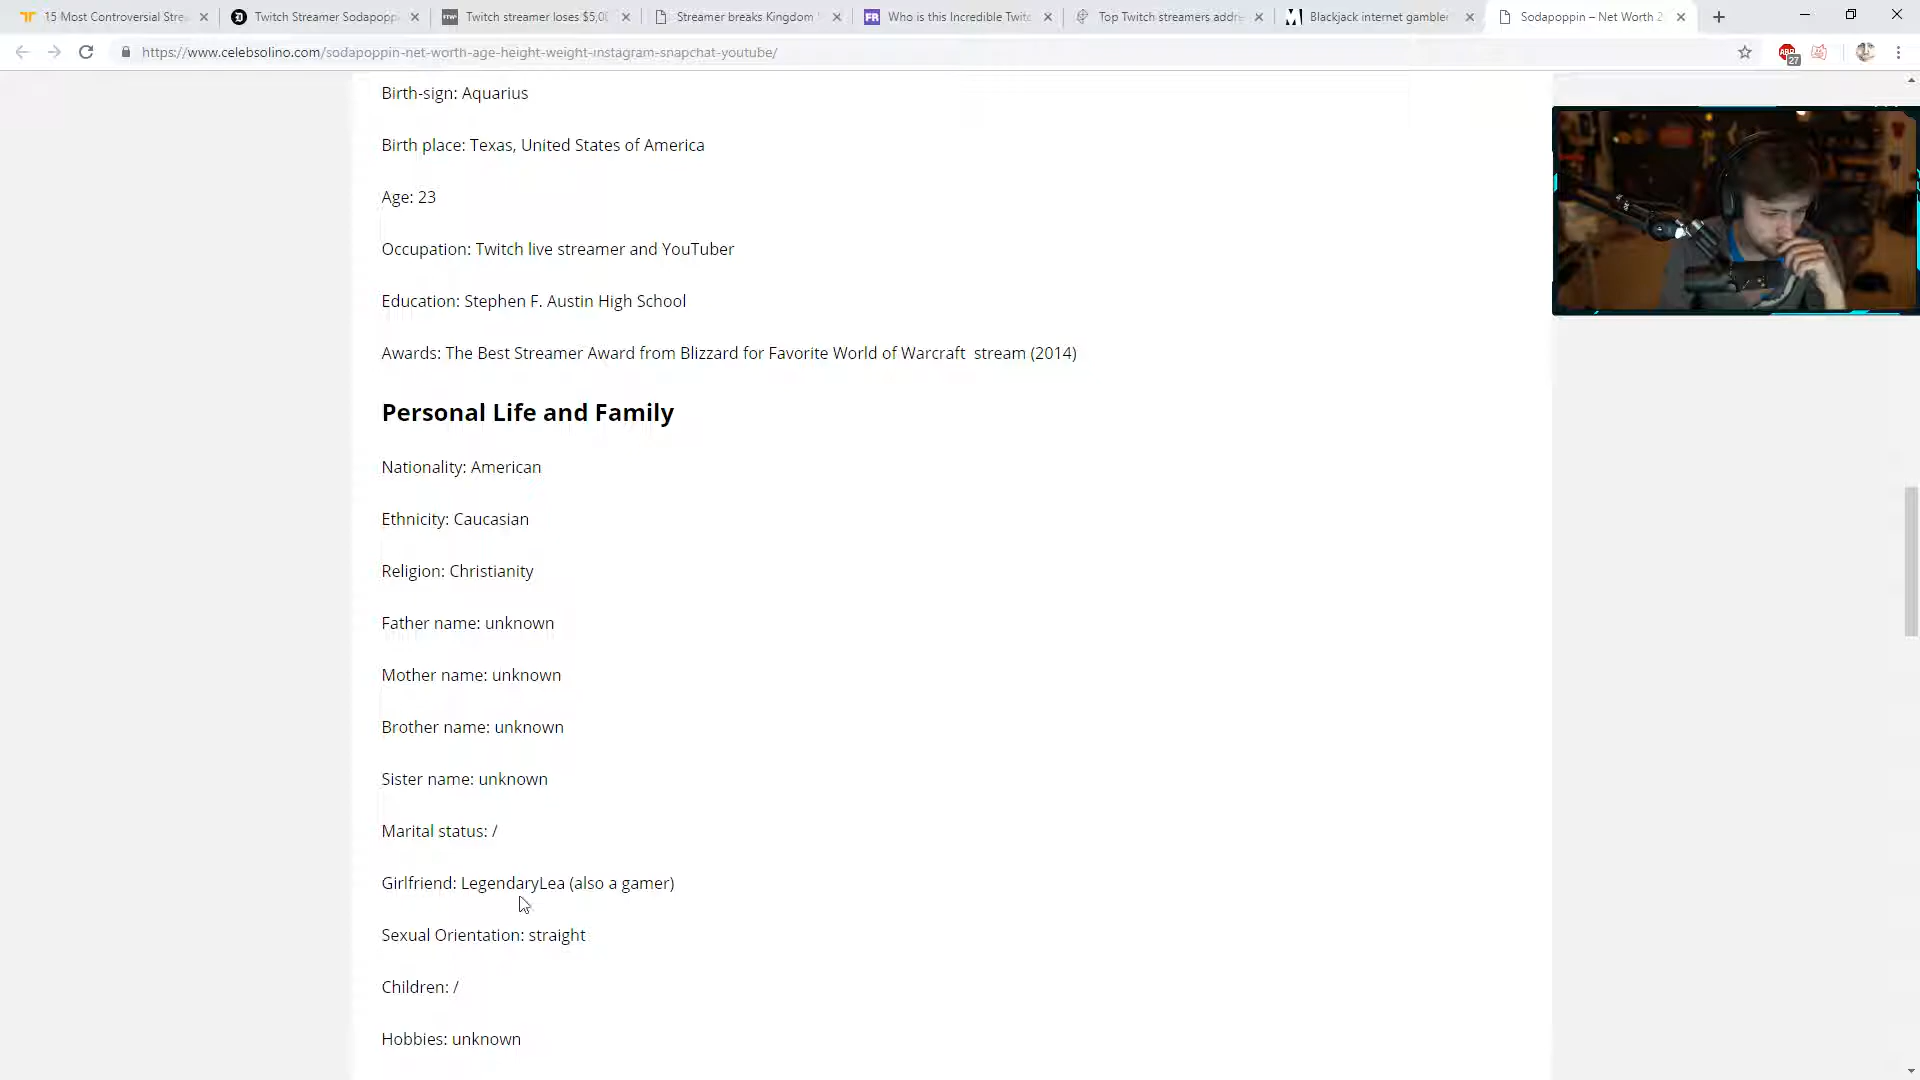 15 Most Controversial Stre
Twitch Streamer Sodapopp
Twitch streamer loses $5,0
Streamer breaks Kingdom
Who is this Incredible Twitc
Top Twitch streamers addre
Blackjack internet gambler
Sodapoppin – Net Worth 2
https://www.celebsolino.com/sodapoppin-net-worth-age-height-weight-instagram-snapchat-youtube/
ABP
27
Birth-sign: Aquarius
Birth place: Texas, United States of America
Age: 23
Occupation: Twitch live streamer and YouTuber
Education: Stephen F. Austin High School
Awards: The Best Streamer Award from Blizzard for Favorite World of Warcraft stream (2014)
Personal Life and Family
Nationality: American
Ethnicity: Caucasian
Religion: Christianity
Father name: unknown
Mother name: unknown
Brother name: unknown
Sister name: unknown
Marital status: /
Girlfriend: LegendaryLea (also a gamer)
Sexual Orientation: straight
Children: /
Hobbies: unknown